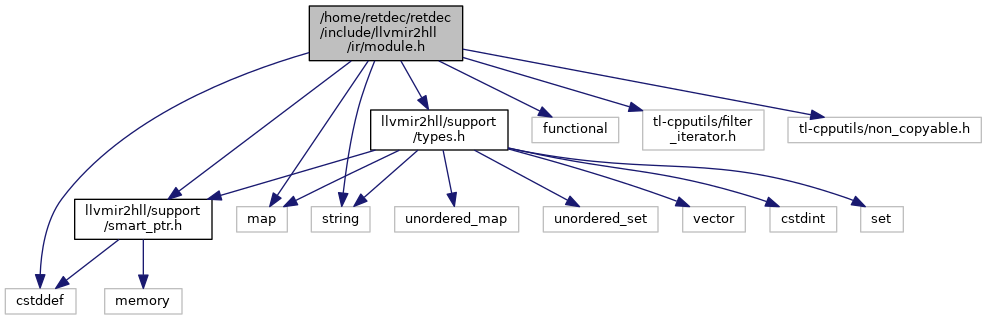 /home/retdec/retdec
/include/llvmir2hll
/ir/module.h
llvmir2hll/support
/types.h
functional
tl-cpputils/filter
_iterator.h
tl-cpputils/non_copyable.h
llvmir2hll/support
/smart_ptr.h
map
string
unordered_map
unordered_set
vector
cstdint
set
cstddef
memory